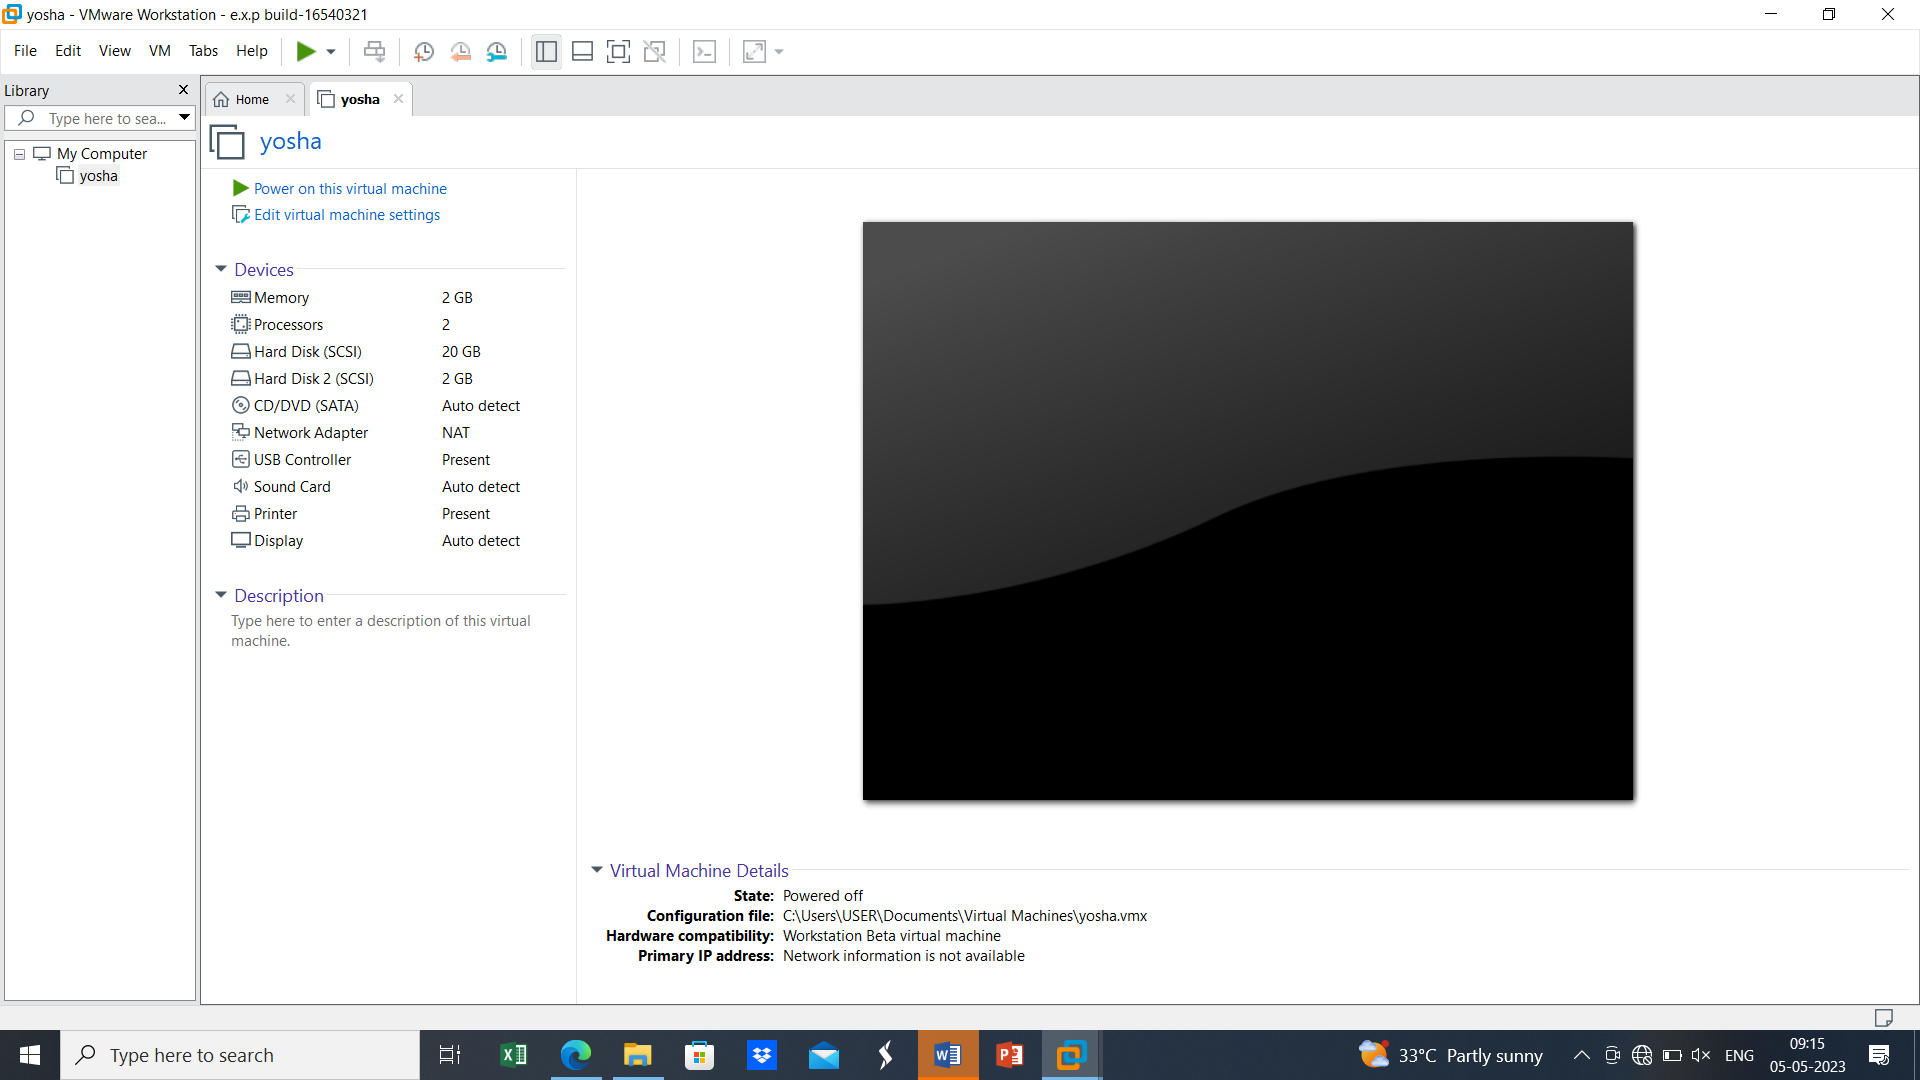 yosha - VMware Workstation - e.x.p build-16540321
File Edit View VM Tabs Help
Library
Type here to sea...
My Computer
yosha
Home
yosha
yosha
Power on this virtual machine
Edit virtual machine settings
Devices
Memory 2 GB
Processors 2
Hard Disk (SCSI) 20 GB
Hard Disk 2 (SCSI) 2 GB
CD/DVD (SATA) Auto detect
Network Adapter NAT
USB Controller Present
Sound Card Auto detect
Printer Present
Display Auto detect
Description
Type here to enter a description of this virtual
machine.
Virtual Machine Details
State: Powered off
Configuration file: C:\Users\USER\Documents\Virtual Machines\yosha.vmx
Hardware compatibility: Workstation Beta virtual machine
Primary IP address: Network information is not available
Type here to search
33°C Partly sunny
ENG
09:15
05-05-2023